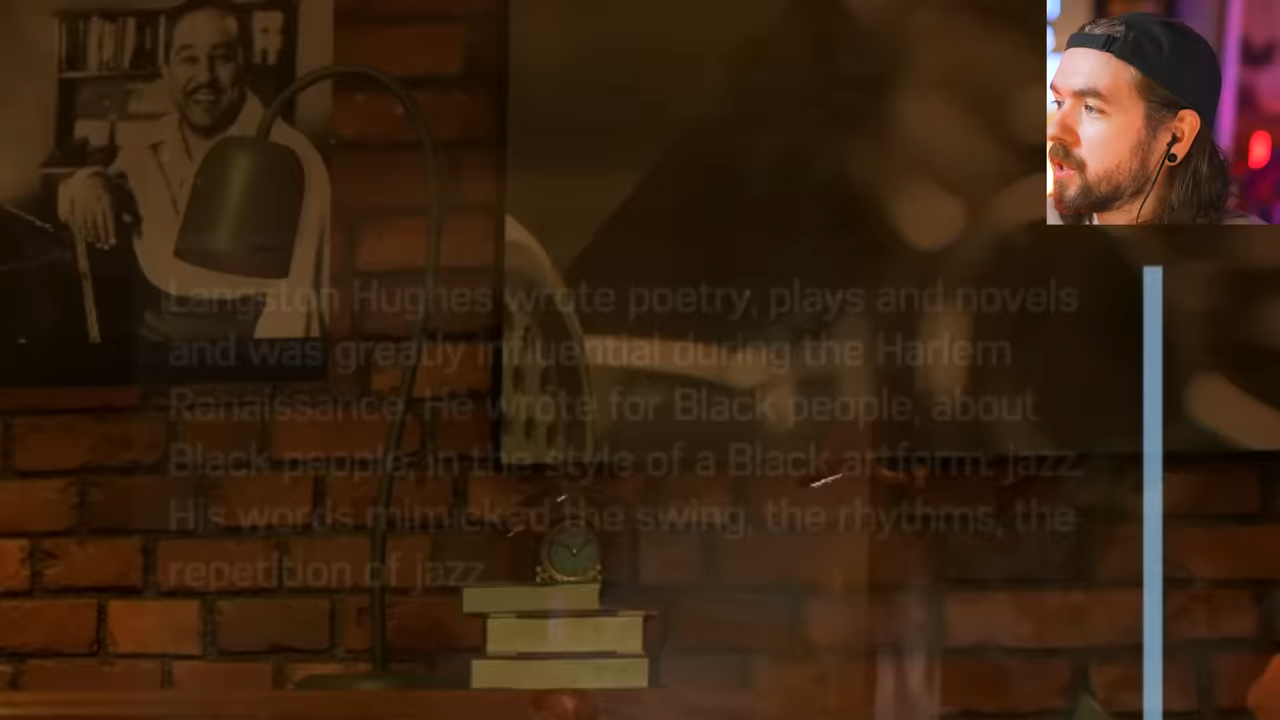 Langston Hughes wrote poetry, plays and novels
and was greatly influential during the Harlem
Renaissance. He wrote for Black people, about
Black people, in the style of a Black artform: jazz.
His words mimicked the swing, the rhythms, the
repetition of jazz